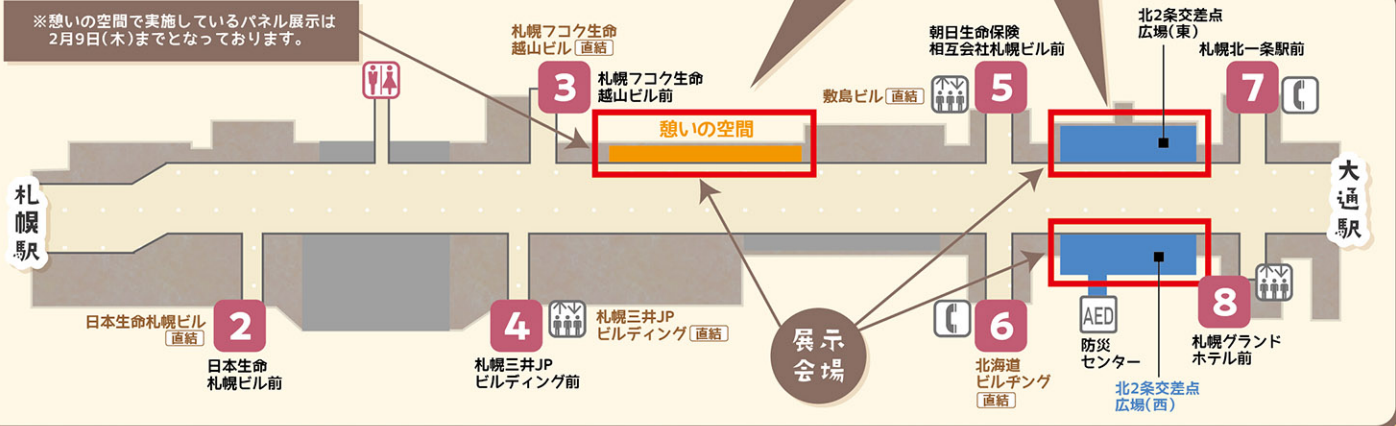 ※憩いの空間で実施しているパネル展示は
2月9日(木)までとなっております。
札幌フコク生命
越山ビル 直結
3
札幌フコク生命
越山ビル前
憩いの空間
敷島ビル 直結
朝日生命保険
相互会社札幌ビル前
5
北2条交差点
広場(東)
札幌北一条駅前
7
札幌駅
大通駅
日本生命札幌ビル
直結
2
日本生命
札幌ビル前
4
札幌三井JP
ビルディング 直結
札幌三井JP
ビルディング前
展示
会場
6
北海道
ビルヂング
直結
AED
防災
センター
8
札幌グランド
ホテル前
北2条交差点
広場(西)